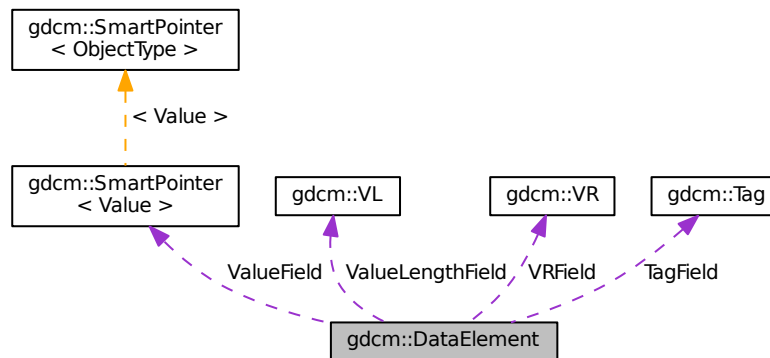 gdcm::SmartPointer
< ObjectType >
< Value >
gdcm::SmartPointer
< Value >
gdcm::VL
gdcm::VR
gdcm::Tag
ValueField
ValueLengthField
VRField
TagField
gdcm::DataElement